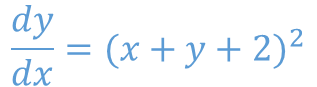 dy/dx = (x + y + 2)²